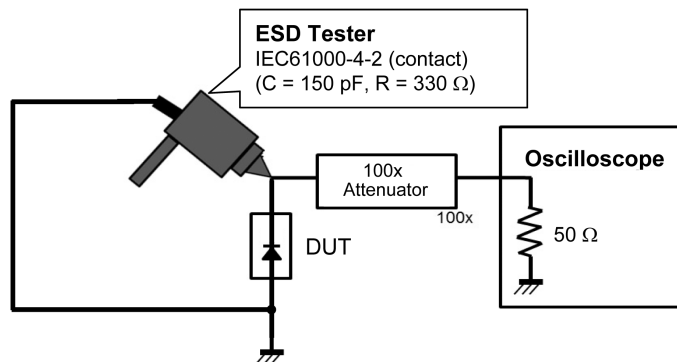 ESD Tester
IEC61000-4-2 (contact)
(C = 150 pF, R = 330 Ω)
100x
Attenuator
100x
Oscilloscope
50 Ω
DUT